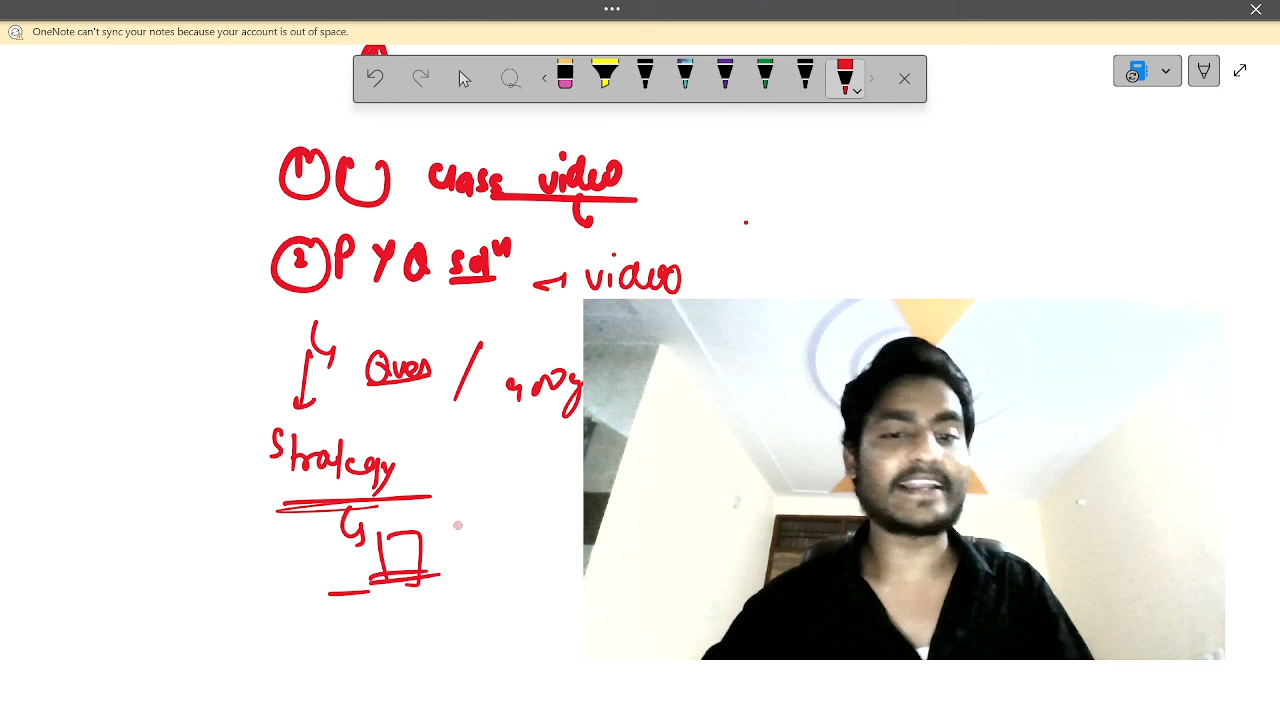 OneNote can't sync your notes because your account is out of space.
① class video
② PYQ solⁿ video
Ques /
Strategy